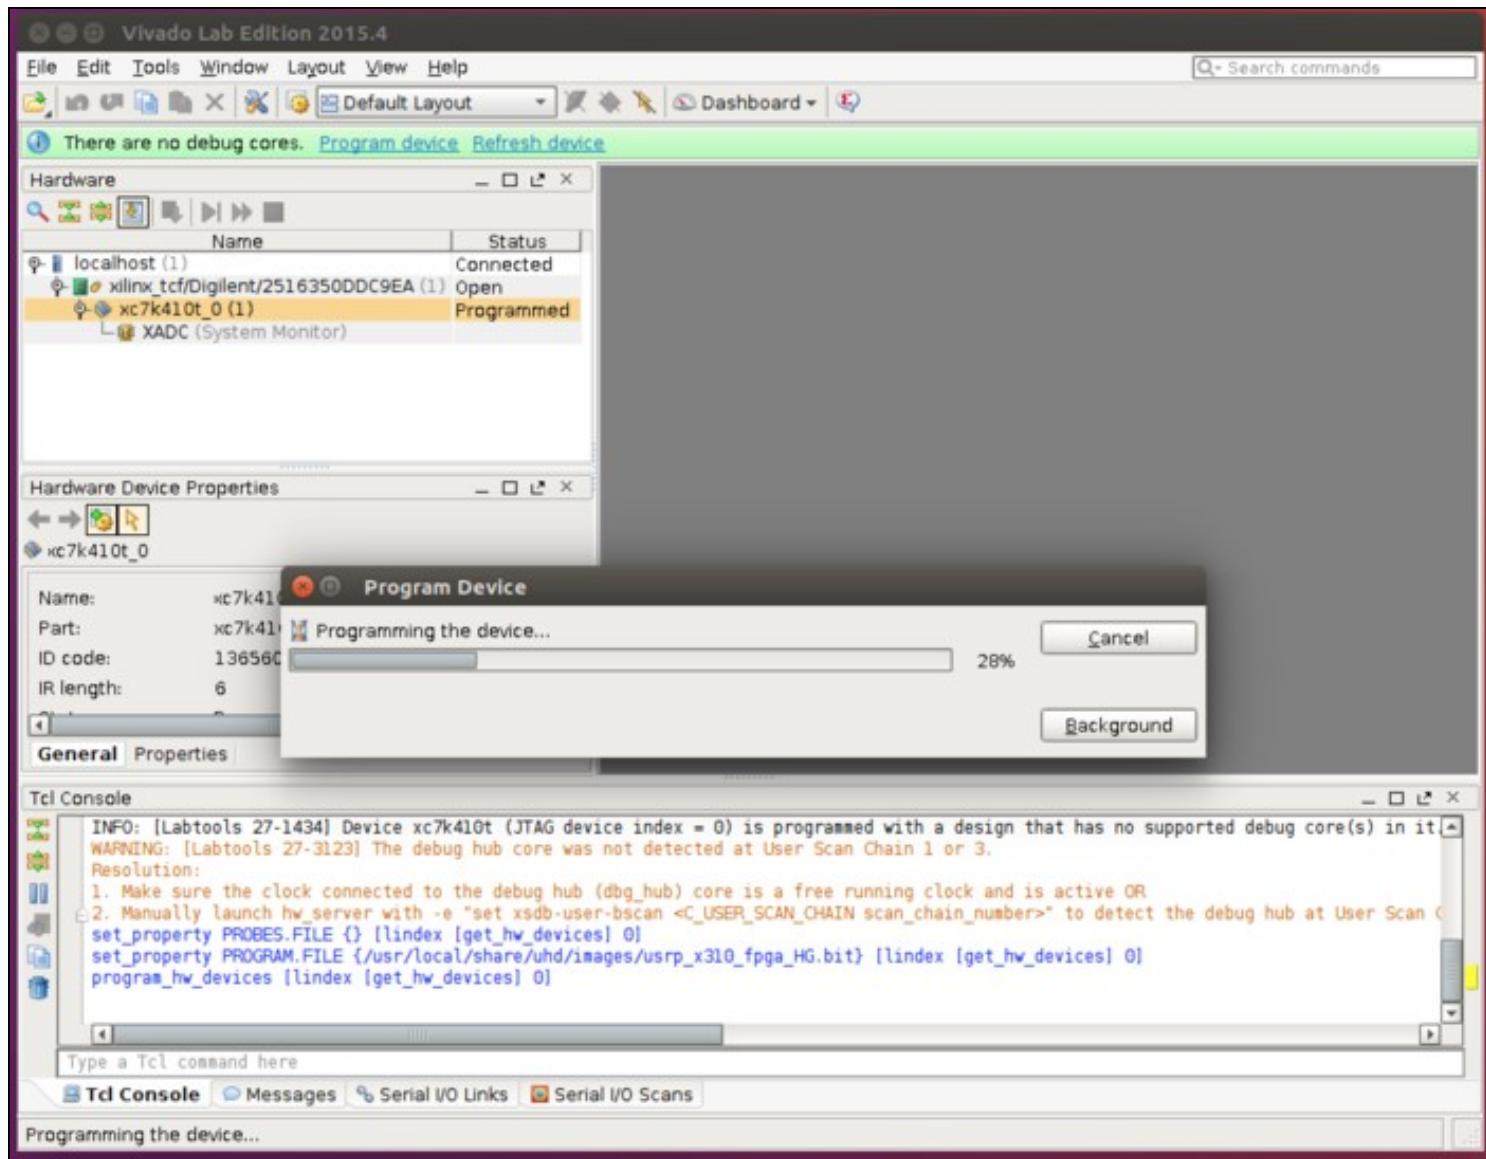 Vivado Lab Edition 2015.4
File Edit Tools Window Layout View Help
Search commands
Default Layout
Dashboard
There are no debug cores. Program device Refresh device
Hardware
Name Status
localhost (1) Connected
xilinx_tcf/Digilent/2516350DDC9EA (1) Open
xc7k410t_0 (1) Programmed
XADC (System Monitor)
Hardware Device Properties
xc7k410t_0
Name:
Part:
ID code:
IR length: 6
General Properties
Program Device
Programming the device...
Cancel
28%
Background
Tcl Console
INFO: [Labtools 27-1434] Device xc7k410t (JTAG device index = 0) is programmed with a design that has no supported debug core(s) in it.
WARNING: [Labtools 27-3123] The debug hub core was not detected at User Scan Chain 1 or 3.
Resolution:
1. Make sure the clock connected to the debug hub (dbg_hub) core is a free running clock and is active OR
2. Manually launch hw_server with -e "set xsdb-user-bscan <C_USER_SCAN_CHAIN scan_chain_number>" to detect the debug hub at User Scan
set_property PROBES.FILE {} [lindex [get_hw_devices] 0]
set_property PROGRAM.FILE {/usr/local/share/uhd/images/usrp_x310_fpga_HG.bit} [lindex [get_hw_devices] 0]
program_hw_devices [lindex [get_hw_devices] 0]
Type a Tcl command here
Tcl Console Messages Serial I/O Links Serial I/O Scans
Programming the device...